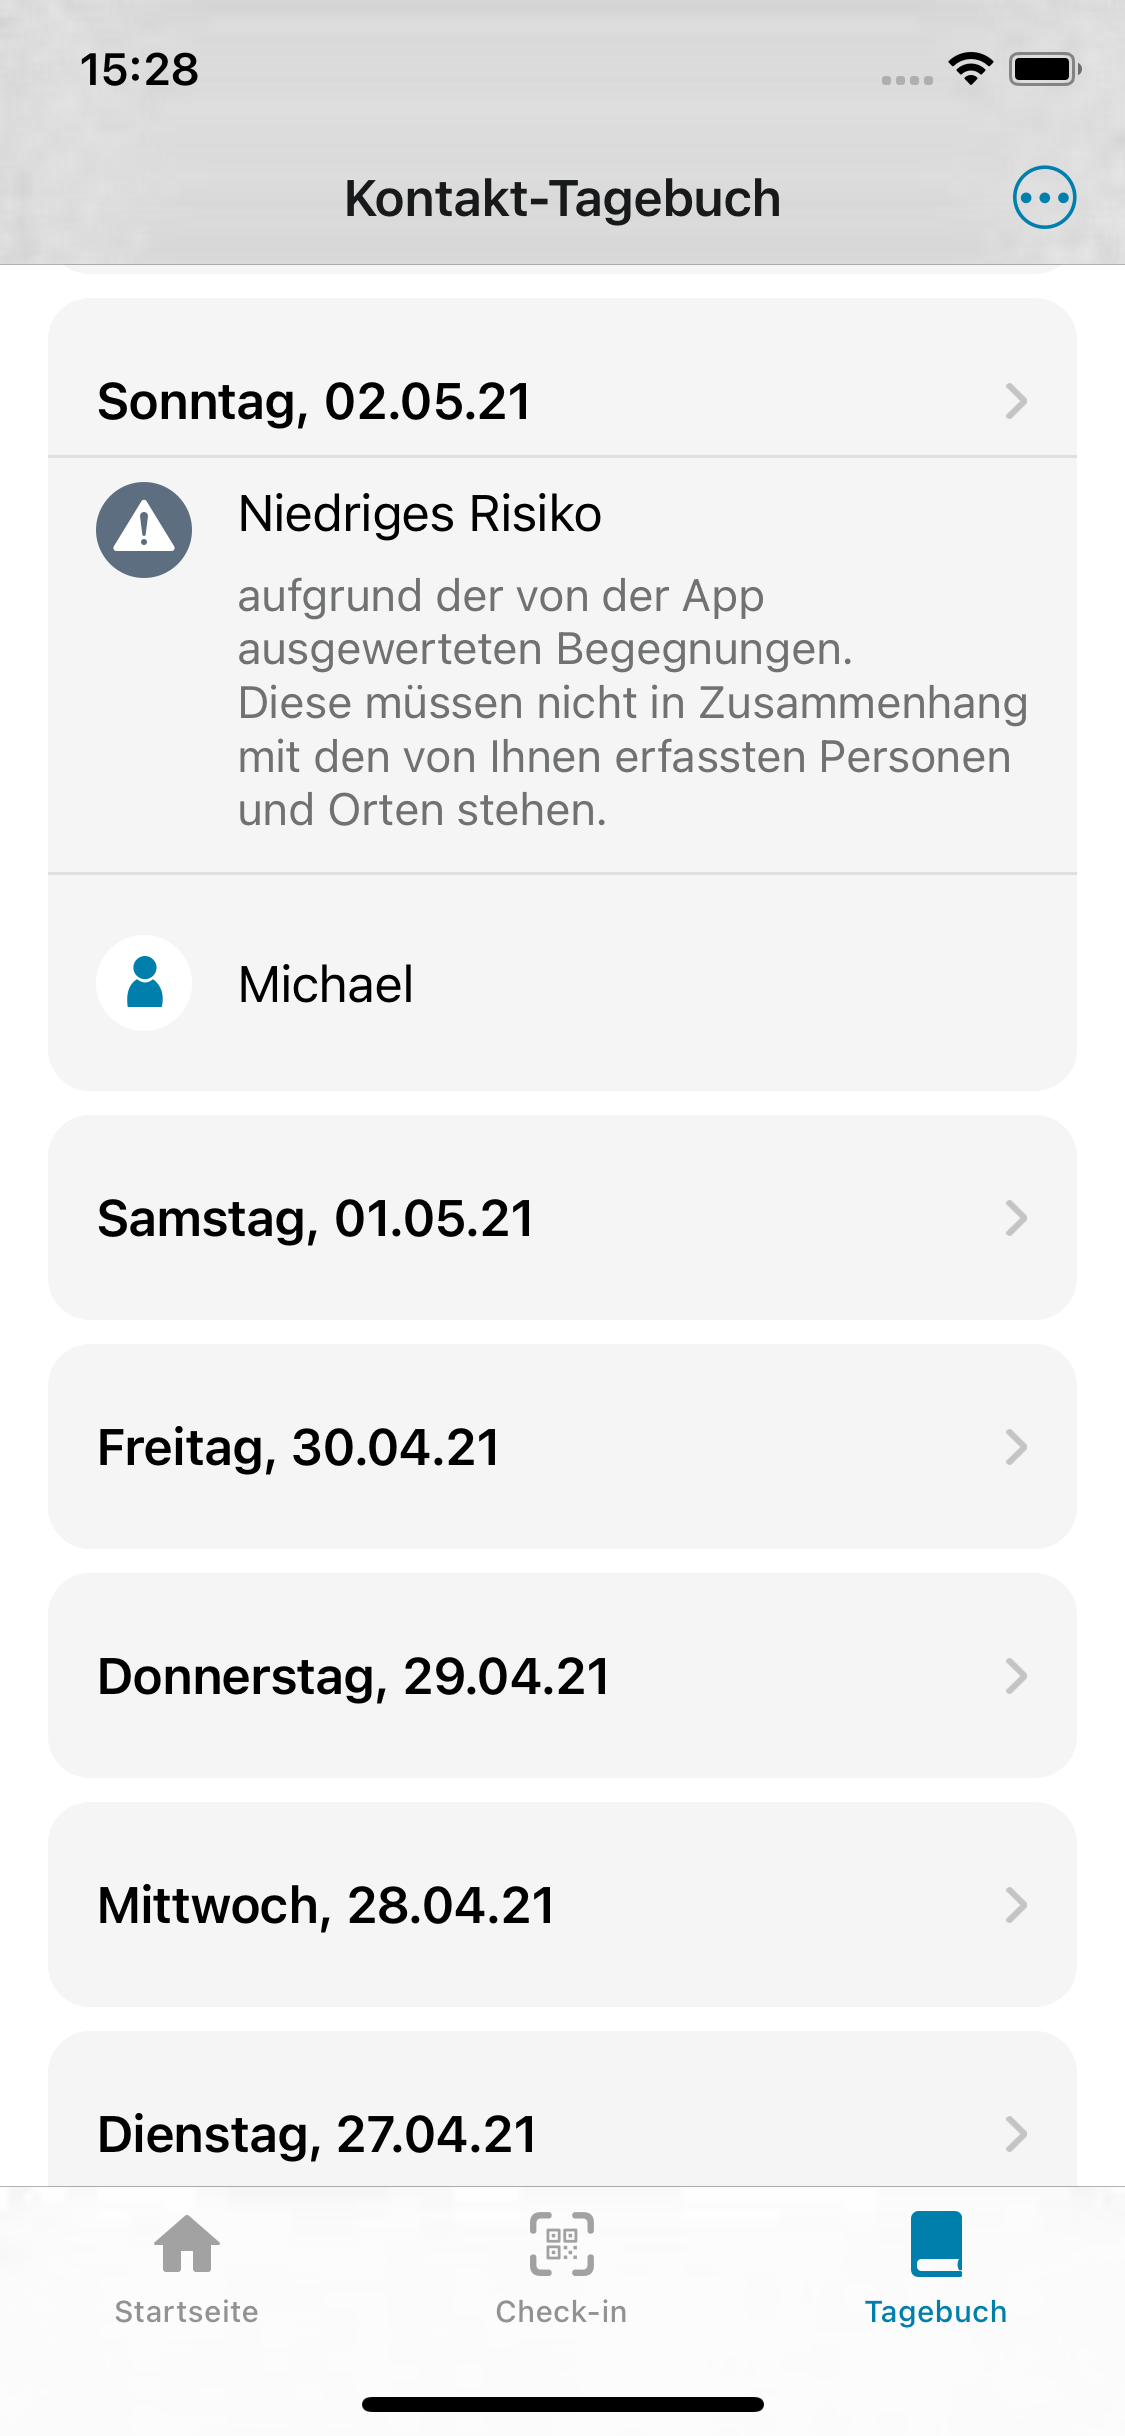 15:28
Kontakt-Tagebuch
Sonntag, 02.05.21
Niedriges Risiko
aufgrund der von der App
ausgewerteten Begegnungen.
Diese müssen nicht in Zusammenhang
mit den von Ihnen erfassten Personen
und Orten stehen.
Michael
Samstag, 01.05.21
Freitag, 30.04.21
Donnerstag, 29.04.21
Mittwoch, 28.04.21
Dienstag, 27.04.21
Startseite
Check-in
Tagebuch